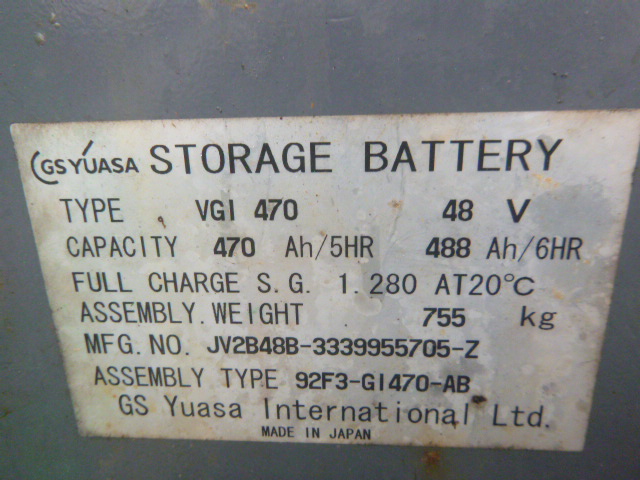 GS YUASA STORAGE BATTERY
TYPE VGI 470 48 V
CAPACITY 470 Ah/5HR 488 Ah/6HR
FULL CHARGE S.G. 1.280 AT20°C
ASSEMBLY.WEIGHT 755 kg
MFG.NO. JV2B48B-3339955705-Z
ASSEMBLY TYPE 92F3-GI470-AB
GS Yuasa International Ltd.
MADE IN JAPAN